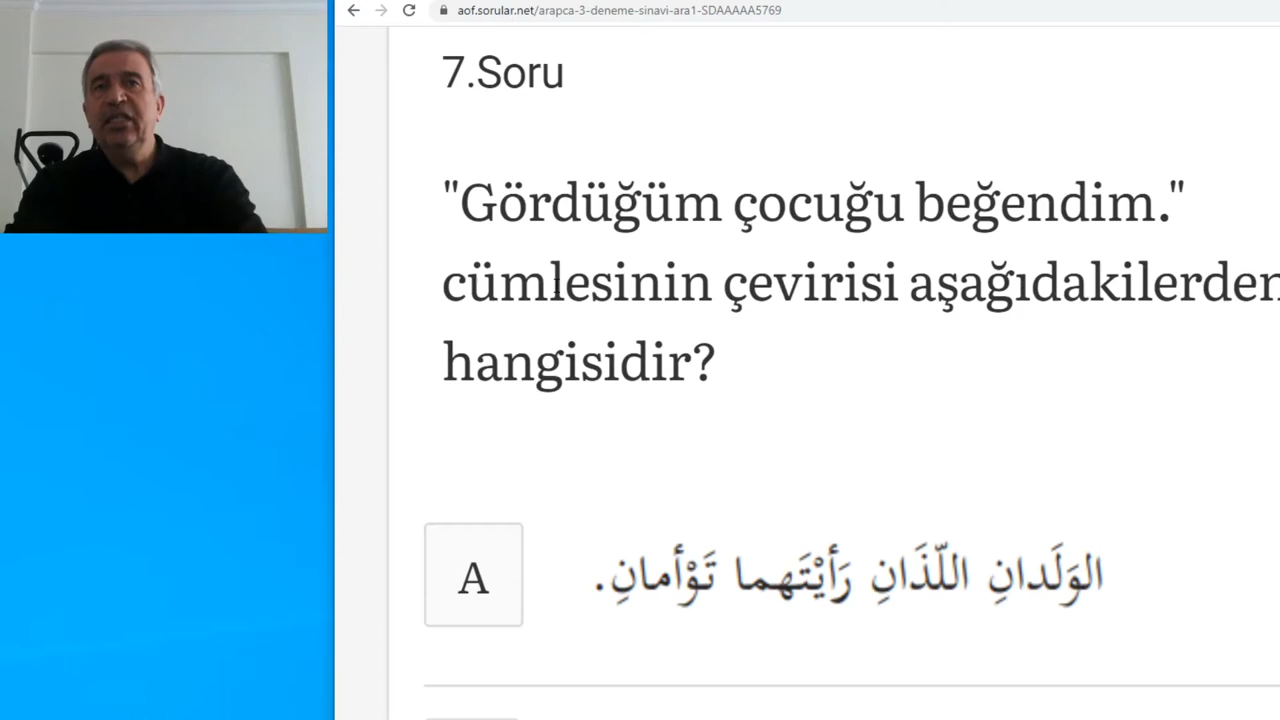 aof.sorular.net/arapca-3-deneme-sinavi-ara1-SDAAAAA5769
7.Soru
"Gördüğüm çocuğu beğendim."
cümlesinin çevirisi aşağıdakilerden
hangisidir?
A
الوَلَدانِ اللّذَانِ رَأيْتَهما تَوْأمانِ.